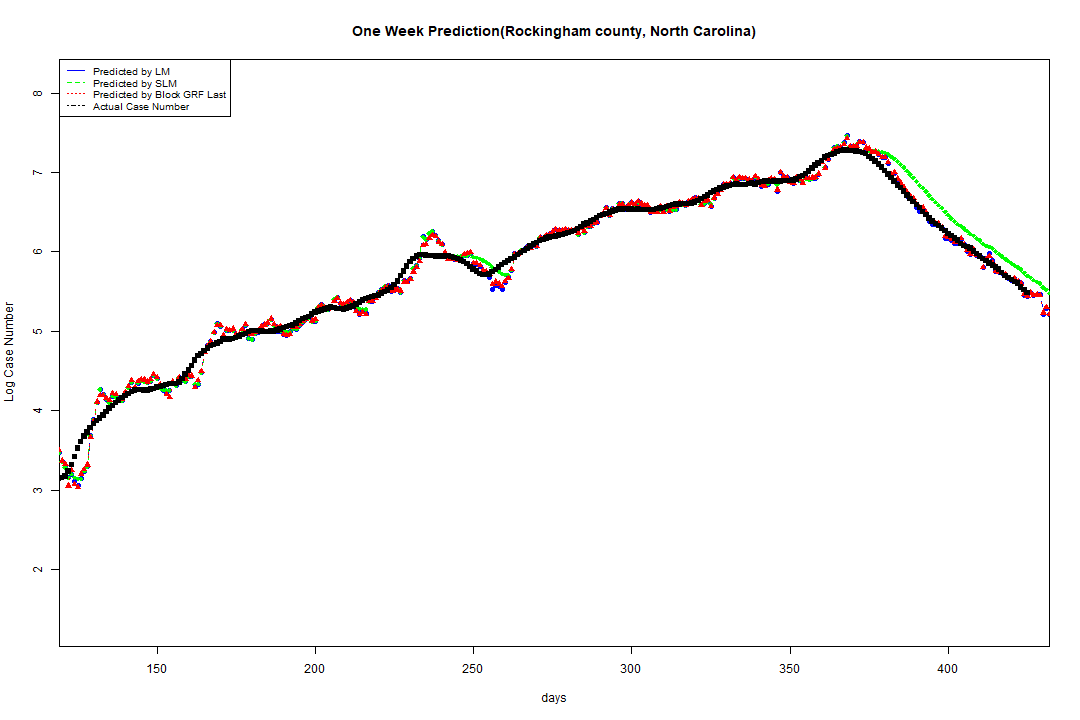 One Week Prediction(Rockingham county, North Carolina)
Predicted by LM
Predicted by SLM
Predicted by Block GRF Last
Actual Case Number
Log Case Number
8
7
6
5
4
3
2
150 200 250 300 350 400
days